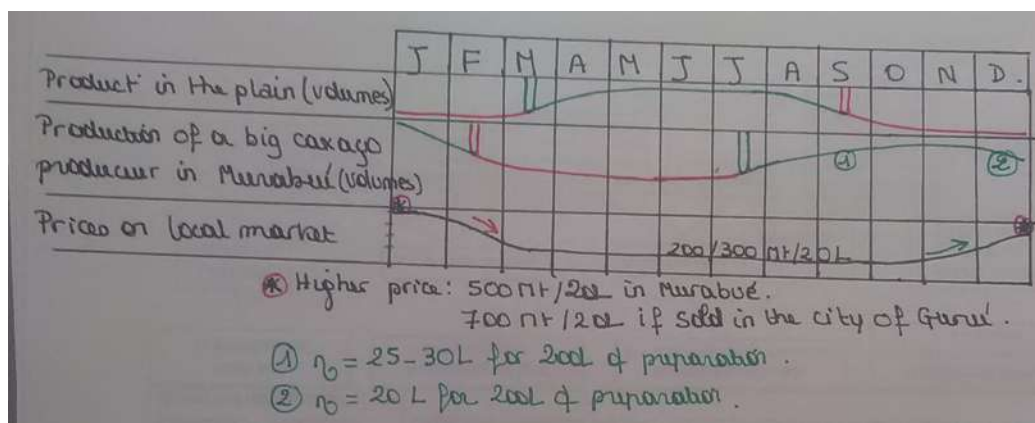 J F M A M J J A S O N D.
Product in the plain (volumes)
Production of a big caxaço
producuer in Murabué (volumes)
① ②
Prices on local market
200/300 Mt/20L
* Higher price: 500 Mt/20L in Murabué.
700 Mt/20L if sold in the city of Gurué.
① η = 25-30L for 200L of preparation.
② η = 20 L for 200L of preparation.